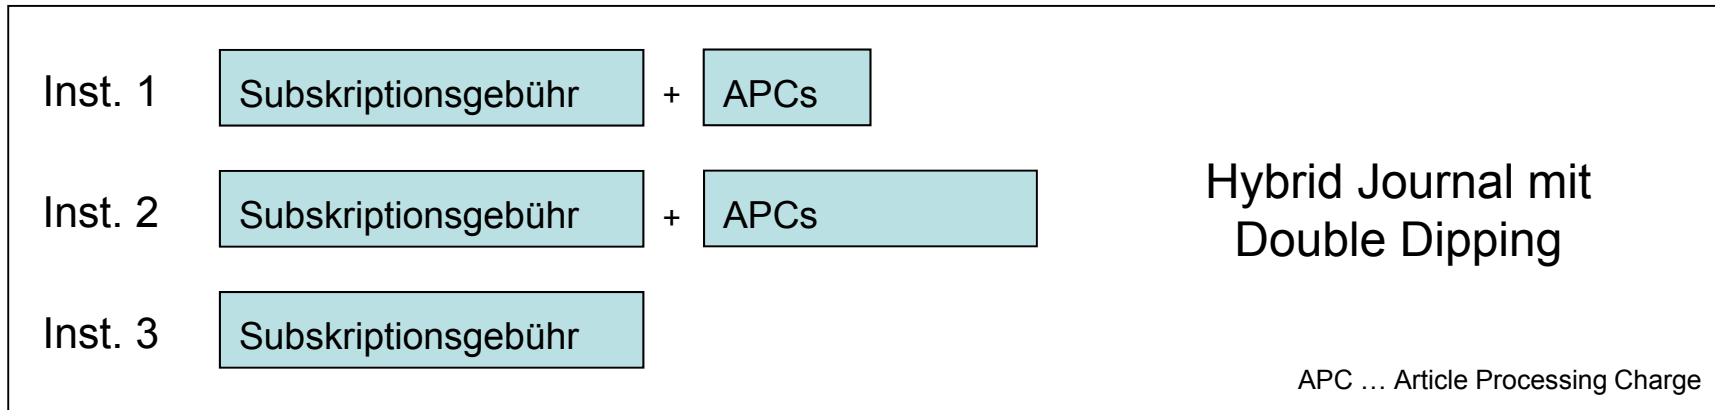 Inst. 1 Subskriptionsgebühr + APCs
Inst. 2 Subskriptionsgebühr + APCs
Inst. 3 Subskriptionsgebühr
Hybrid Journal mit
Double Dipping
APC … Article Processing Charge